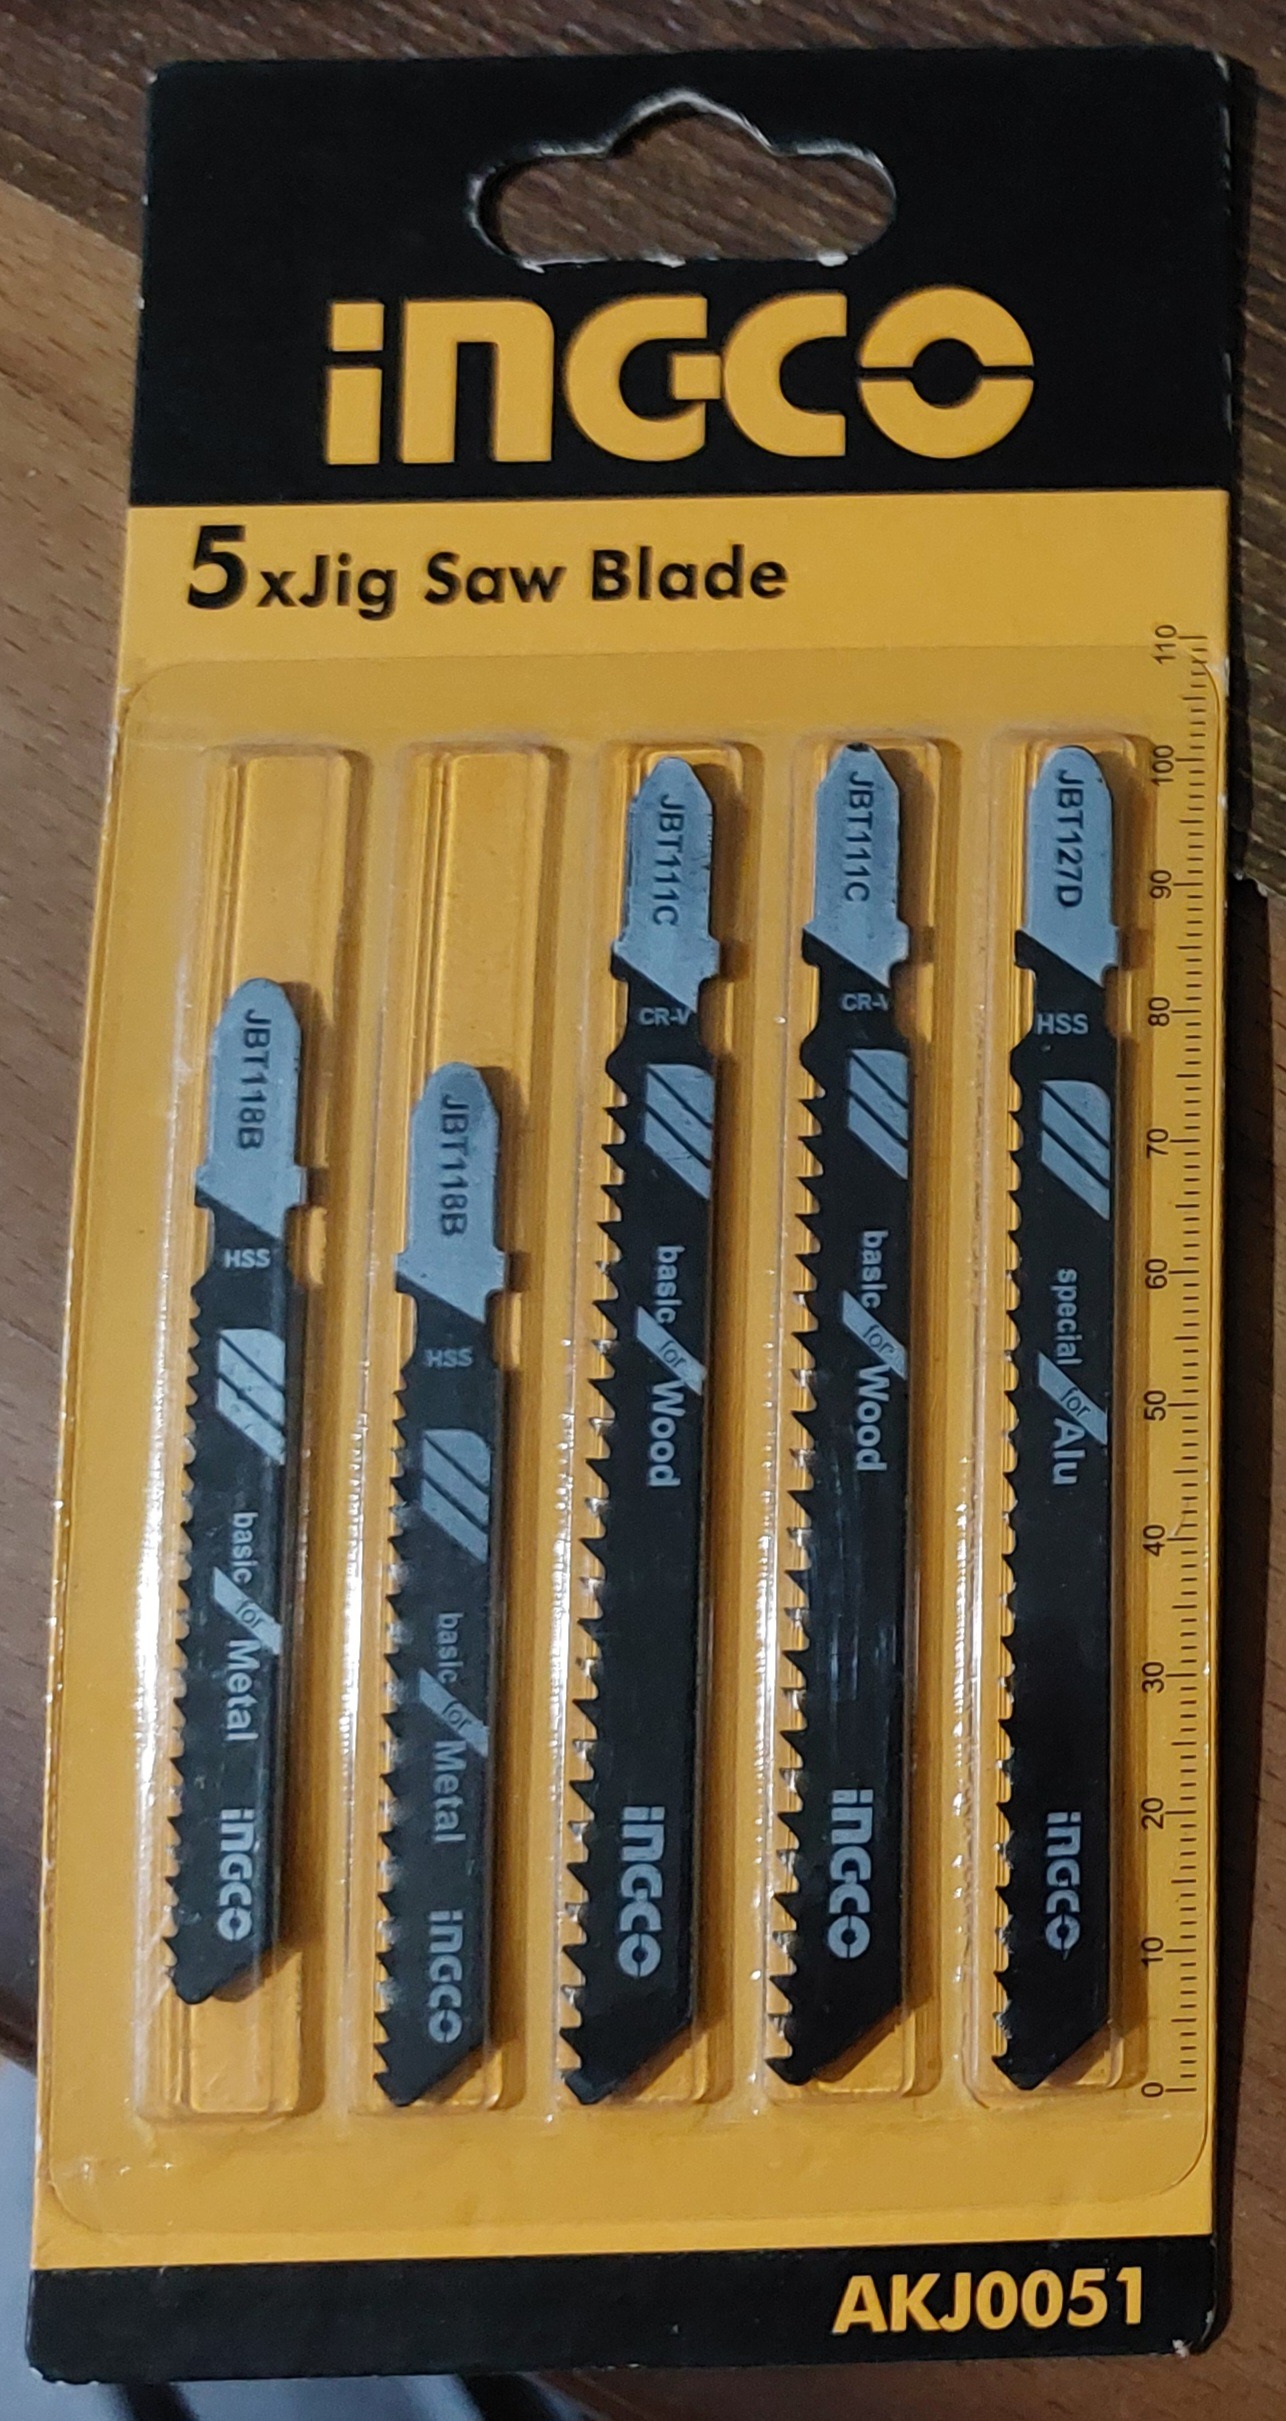 INGCO
5xJig Saw Blade
JBT118B
HSS
basic for Metal
INGCO
JBT118B
HSS
basic for Metal
INGCO
JBT111C
CR-V
basic for Wood
INGCO
JBT111C
CR-V
basic for Wood
INGCO
JBT127D
HSS
special for Alu
INGCO
110
100
90
80
70
60
50
40
30
20
10
0
AKJ0051